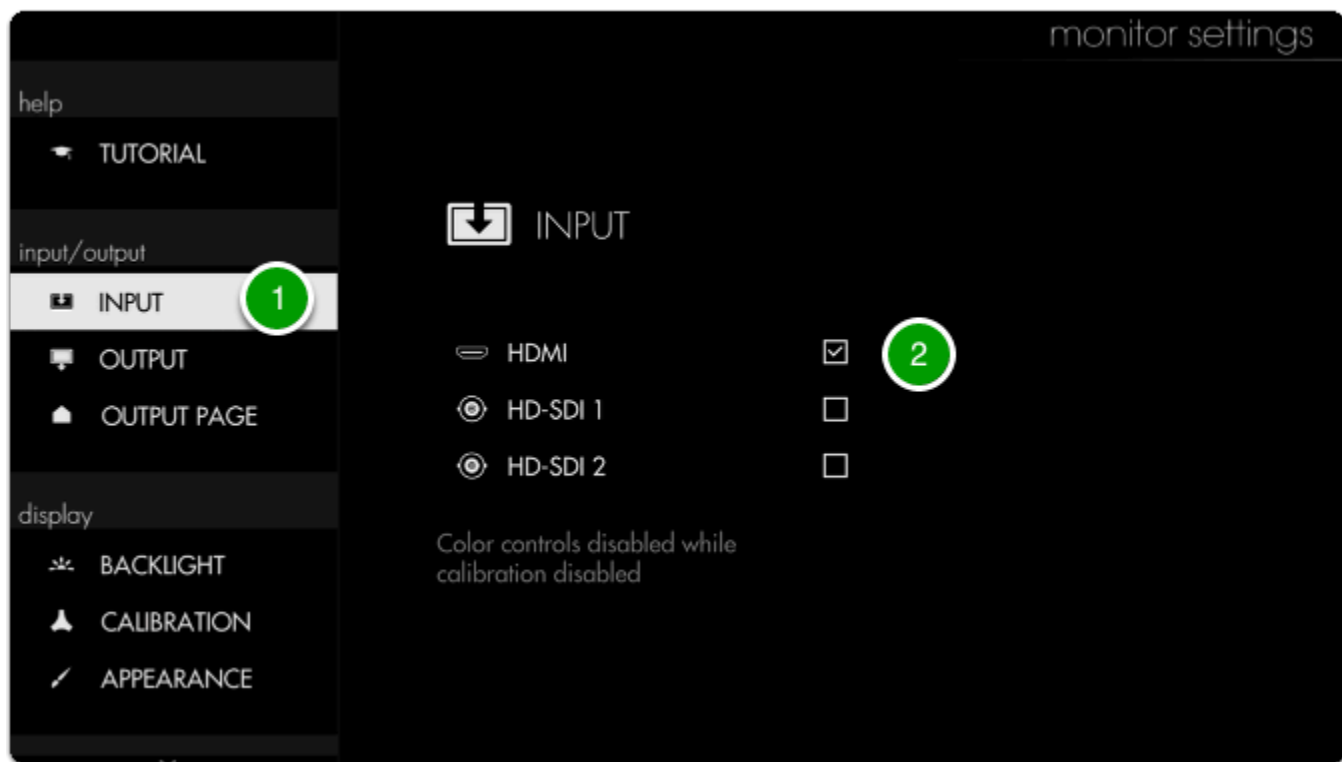 monitor settings
help
TUTORIAL
input/output
INPUT
1
OUTPUT
OUTPUT PAGE
display
BACKLIGHT
CALIBRATION
APPEARANCE
INPUT
HDMI
2
HD-SDI 1
HD-SDI 2
Color controls disabled while
calibration disabled